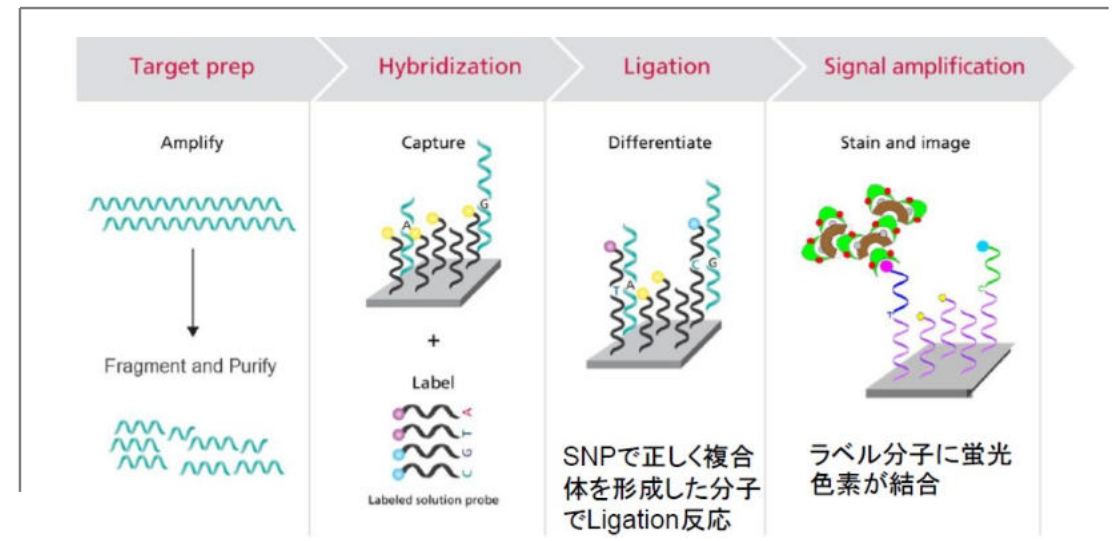 Target prep
Hybridization
Ligation
Signal amplification
Amplify
Fragment and Purify
Capture
A
G
+
Label
A
T
G
C
Labeled solution probe
Differentiate
T A
C G
SNPで正しく複合
体を形成した分子
でLigation反応
Stain and image
T
C
ラベル分子に蛍光
色素が結合